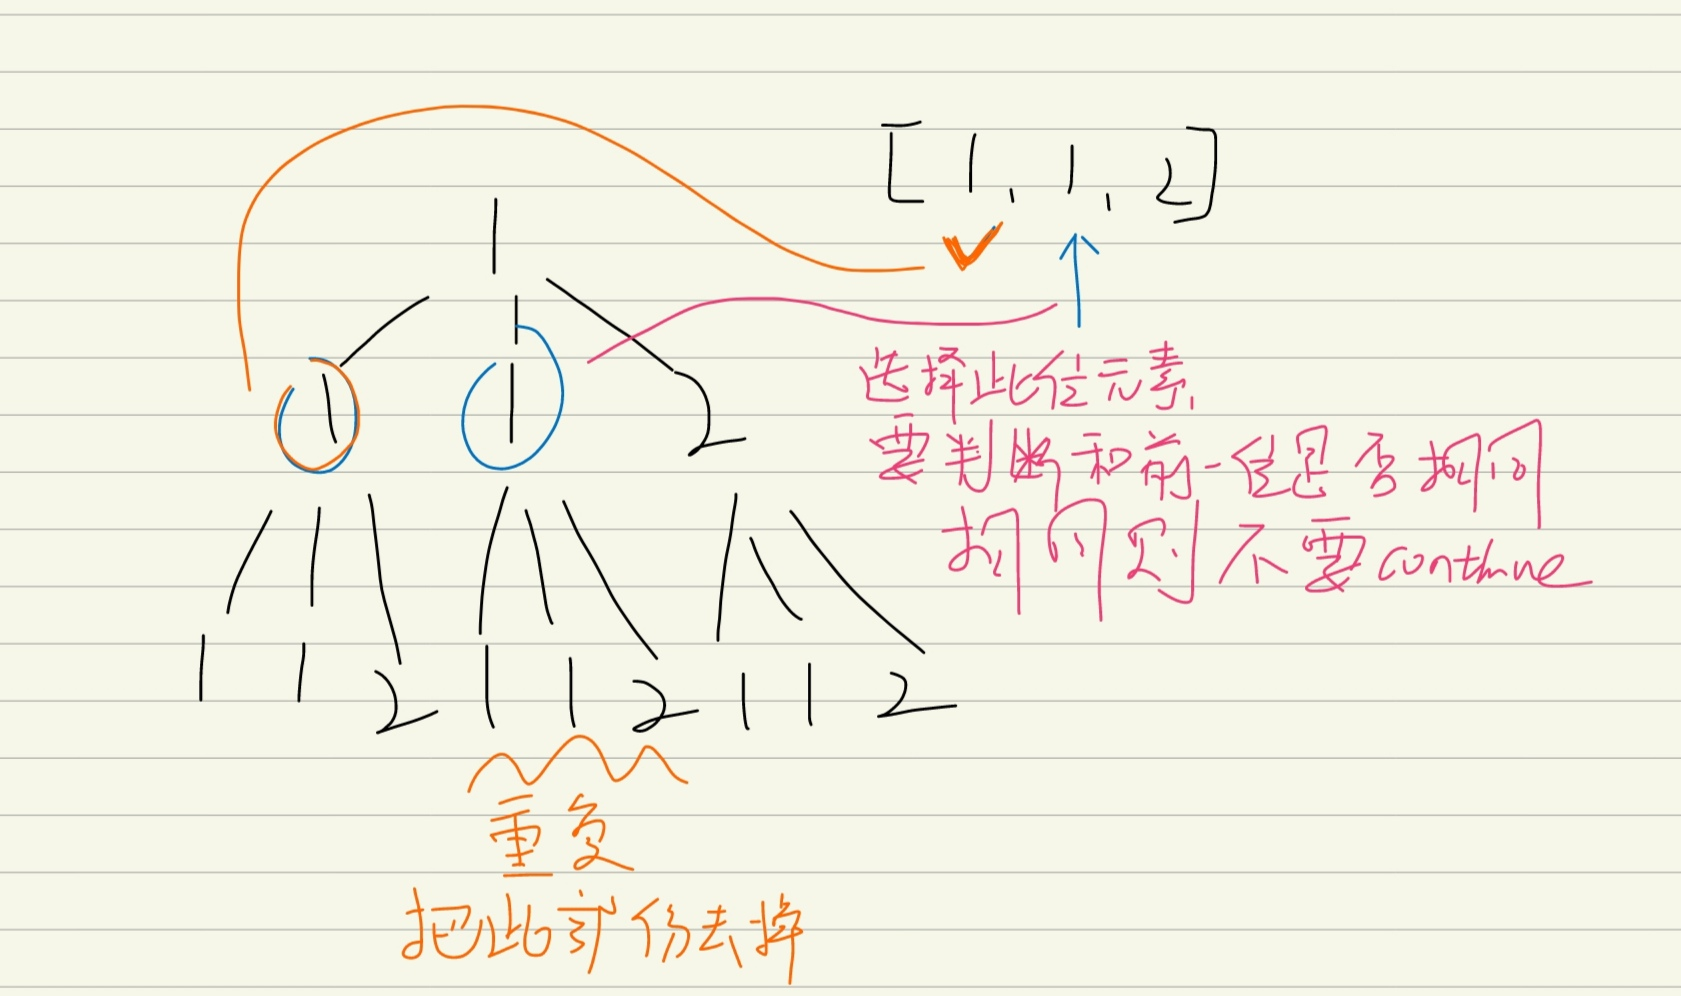 [1, 1, 2]
1
1 1 2
选择此位元素,
要判断和前一位是否相同
相同则不要continue
1 1 2 1 1 2 1 1 2
重复
把此部份去掉